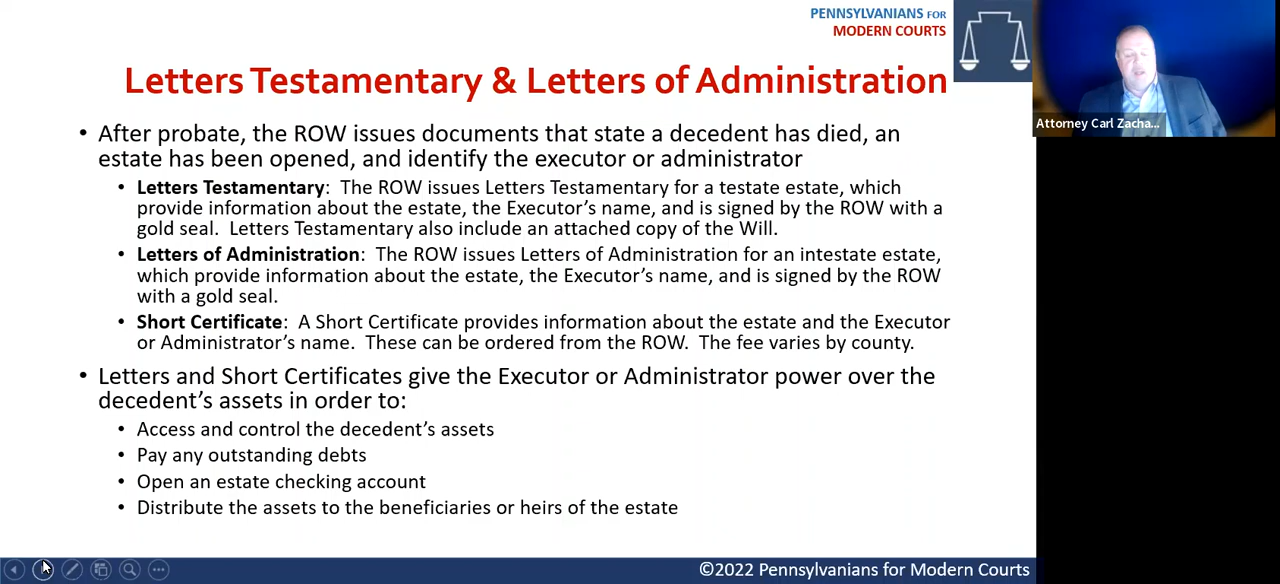 PENNSYLVANIANS FOR
MODERN COURTS
Letters Testamentary & Letters of Administration
• After probate, the ROW issues documents that state a decedent has died, an
estate has been opened, and identify the executor or administrator
• Letters Testamentary: The ROW issues Letters Testamentary for a testate estate, which
provide information about the estate, the Executor's name, and is signed by the ROW with a
gold seal. Letters Testamentary also include an attached copy of the Will.
• Letters of Administration: The ROW issues Letters of Administration for an intestate estate,
which provide information about the estate, the Executor's name, and is signed by the ROW
with a gold seal.
• Short Certificate: A Short Certificate provides information about the estate and the Executor
or Administrator's name. These can be ordered from the ROW. The fee varies by county.
• Letters and Short Certificates give the Executor or Administrator power over the
decedent's assets in order to:
• Access and control the decedent's assets
• Pay any outstanding debts
• Open an estate checking account
• Distribute the assets to the beneficiaries or heirs of the estate
©2022 Pennsylvanians for Modern Courts
Attorney Carl Zacha...